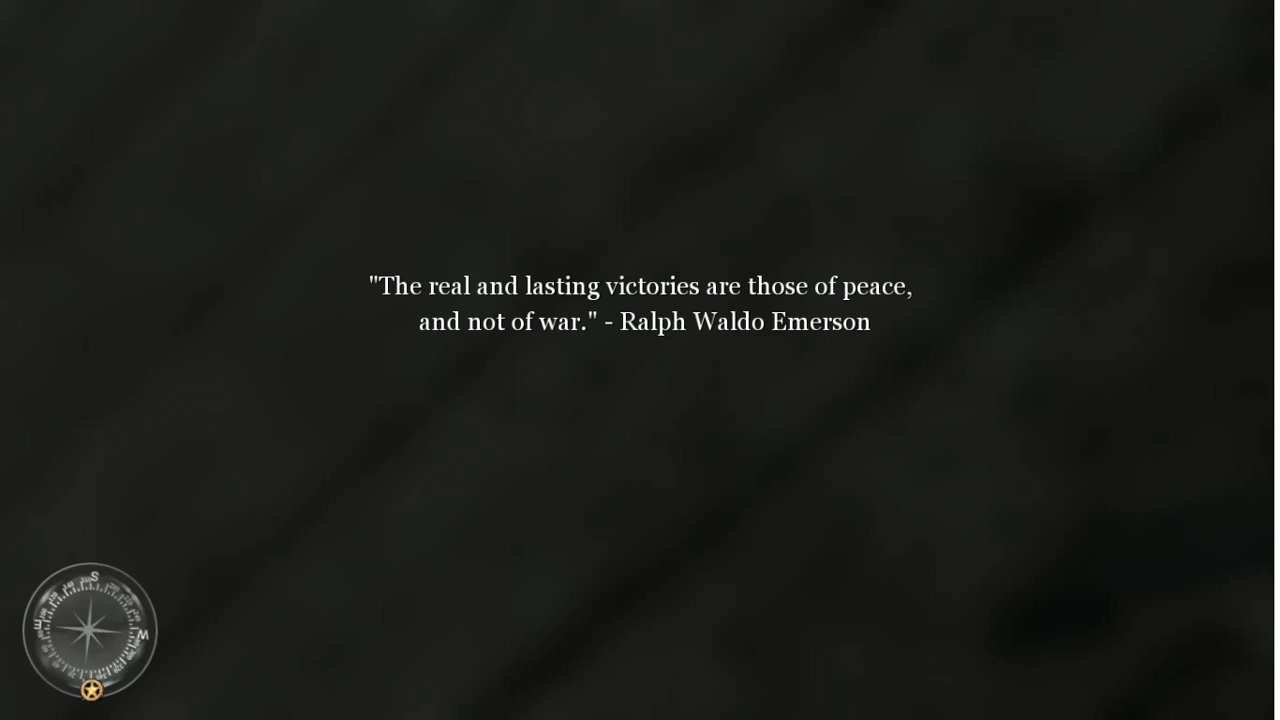 "The real and lasting victories are those of peace,
and not of war." - Ralph Waldo Emerson
S
E
W